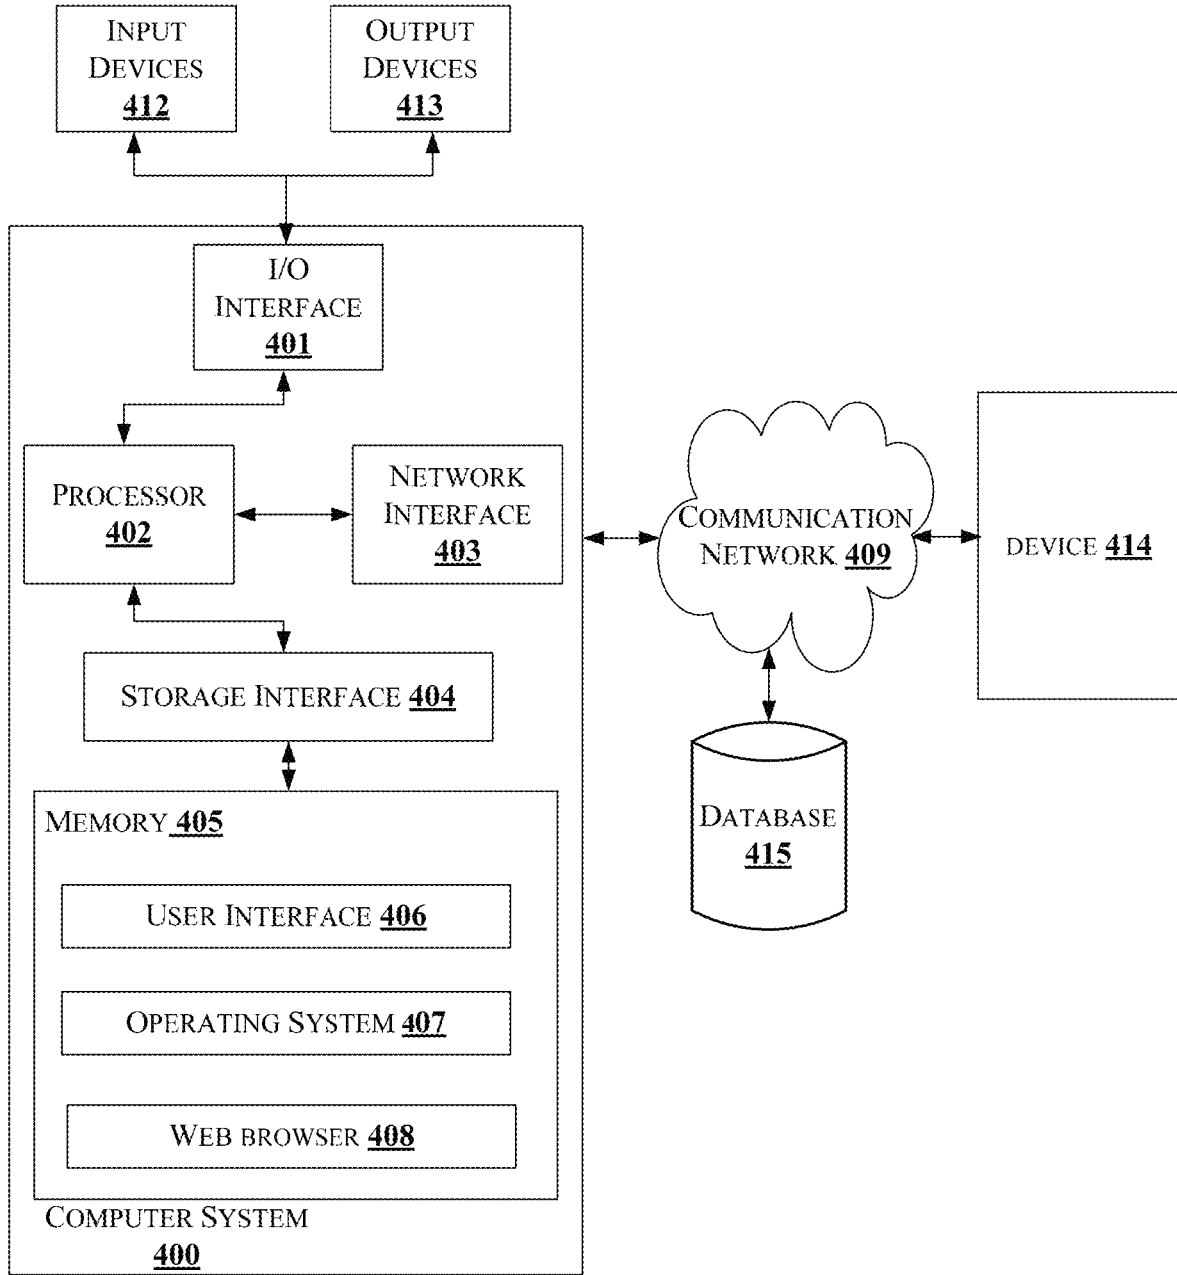 INPUT
DEVICES
412
OUTPUT
DEVICES
413
I/O
INTERFACE
401
PROCESSOR
402
NETWORK
INTERFACE
403
STORAGE INTERFACE 404
MEMORY 405
USER INTERFACE 406
OPERATING SYSTEM 407
WEB BROWSER 408
COMPUTER SYSTEM
400
COMMUNICATION
NETWORK 409
DEVICE 414
DATABASE
415